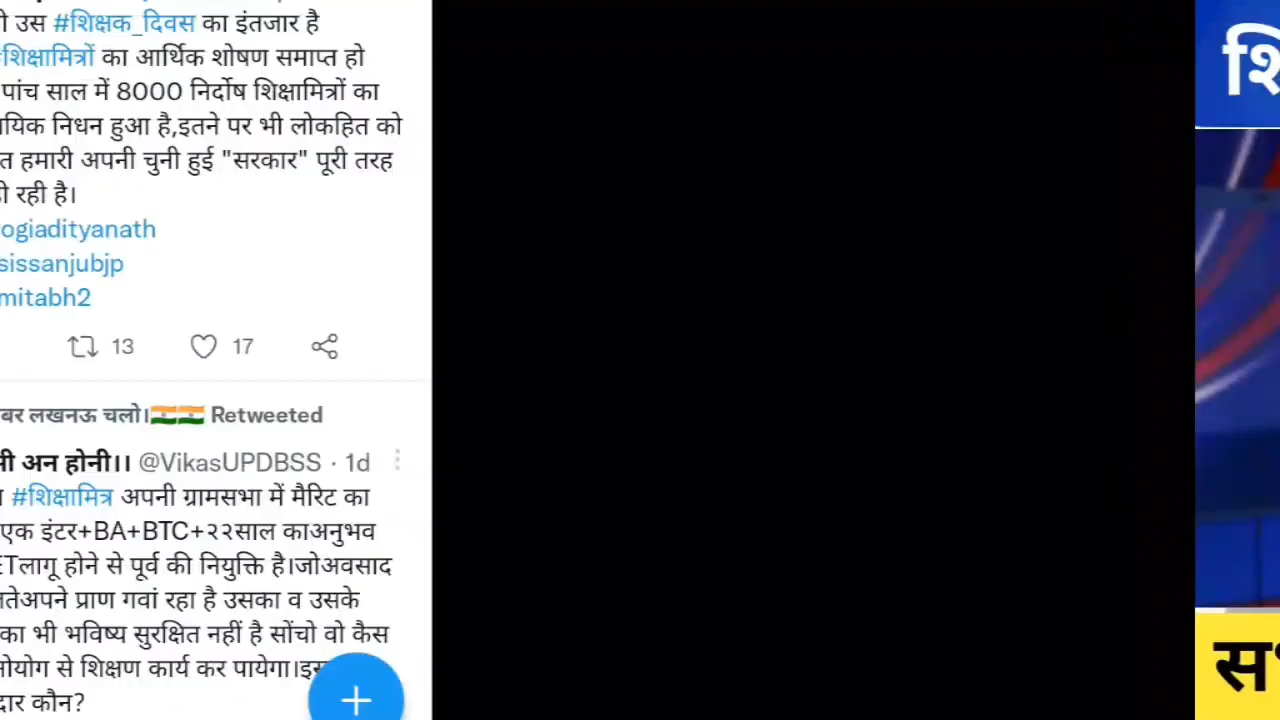 उस #शिक्षक_दिवस का इंतजार है
शिक्षामित्रों का आर्थिक शोषण समाप्त हो
पांच साल में 8000 निर्दोष शिक्षामित्रों का
निधन हुआ है,इतने पर भी लोकहित को
हमारी अपनी चुनी हुई "सरकार" पूरी तरह
रही है।
ogiadityanath
sissanjubjp
mitabh2
13 17
लखनऊ चलो।🇮🇳🇮🇳 Retweeted
अन होनी।। @VikasUPDBSS · 1d
#शिक्षामित्र अपनी ग्रामसभा में मैरिट का
एक इंटर+BA+BTC+२२साल काअनुभव
ETलागू होने से पूर्व की नियुक्ति है।जोअवसाद
अपने प्राण गवां रहा है उसका व उसके
का भी भविष्य सुरक्षित नहीं है सोंचो वो कैस
से शिक्षण कार्य कर पायेगा।
कौन?